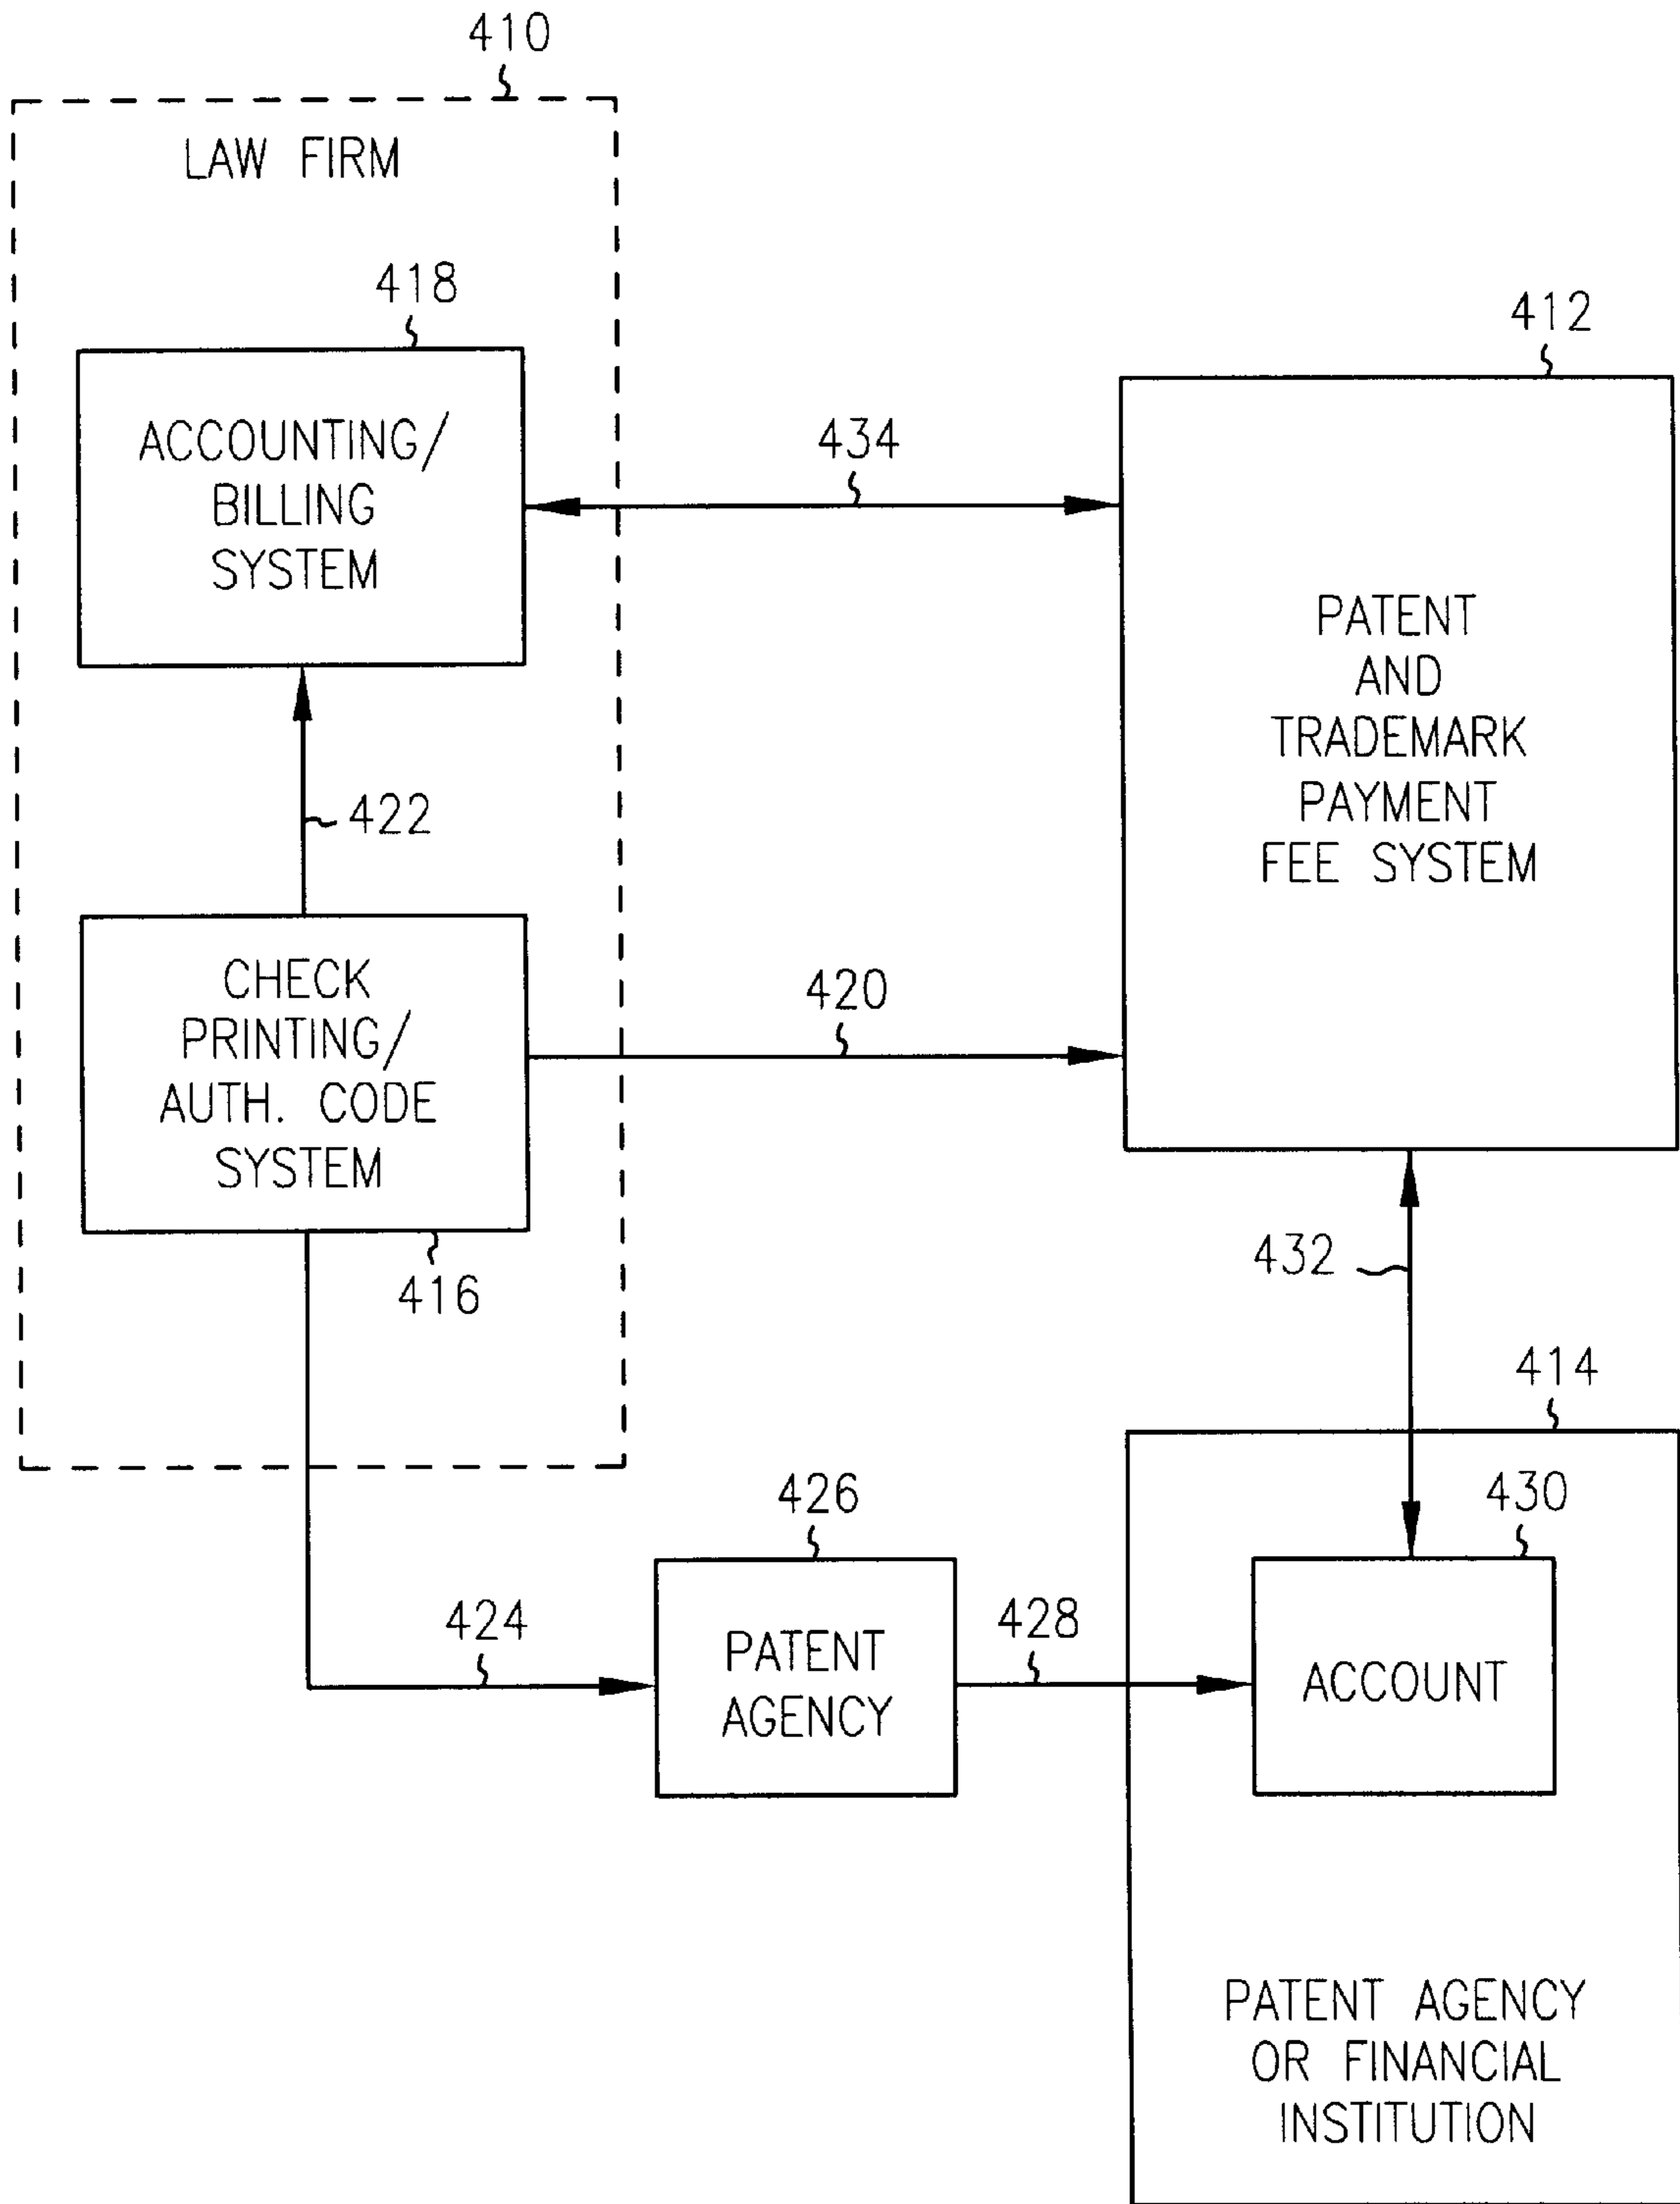 410
LAW FIRM
418
ACCOUNTING/
BILLING
SYSTEM
434
412
PATENT
AND
TRADEMARK
PAYMENT
FEE SYSTEM
422
CHECK
PRINTING/
AUTH. CODE
SYSTEM
420
416
432
414
426
430
424
PATENT
AGENCY
428
ACCOUNT
PATENT AGENCY
OR FINANCIAL
INSTITUTION